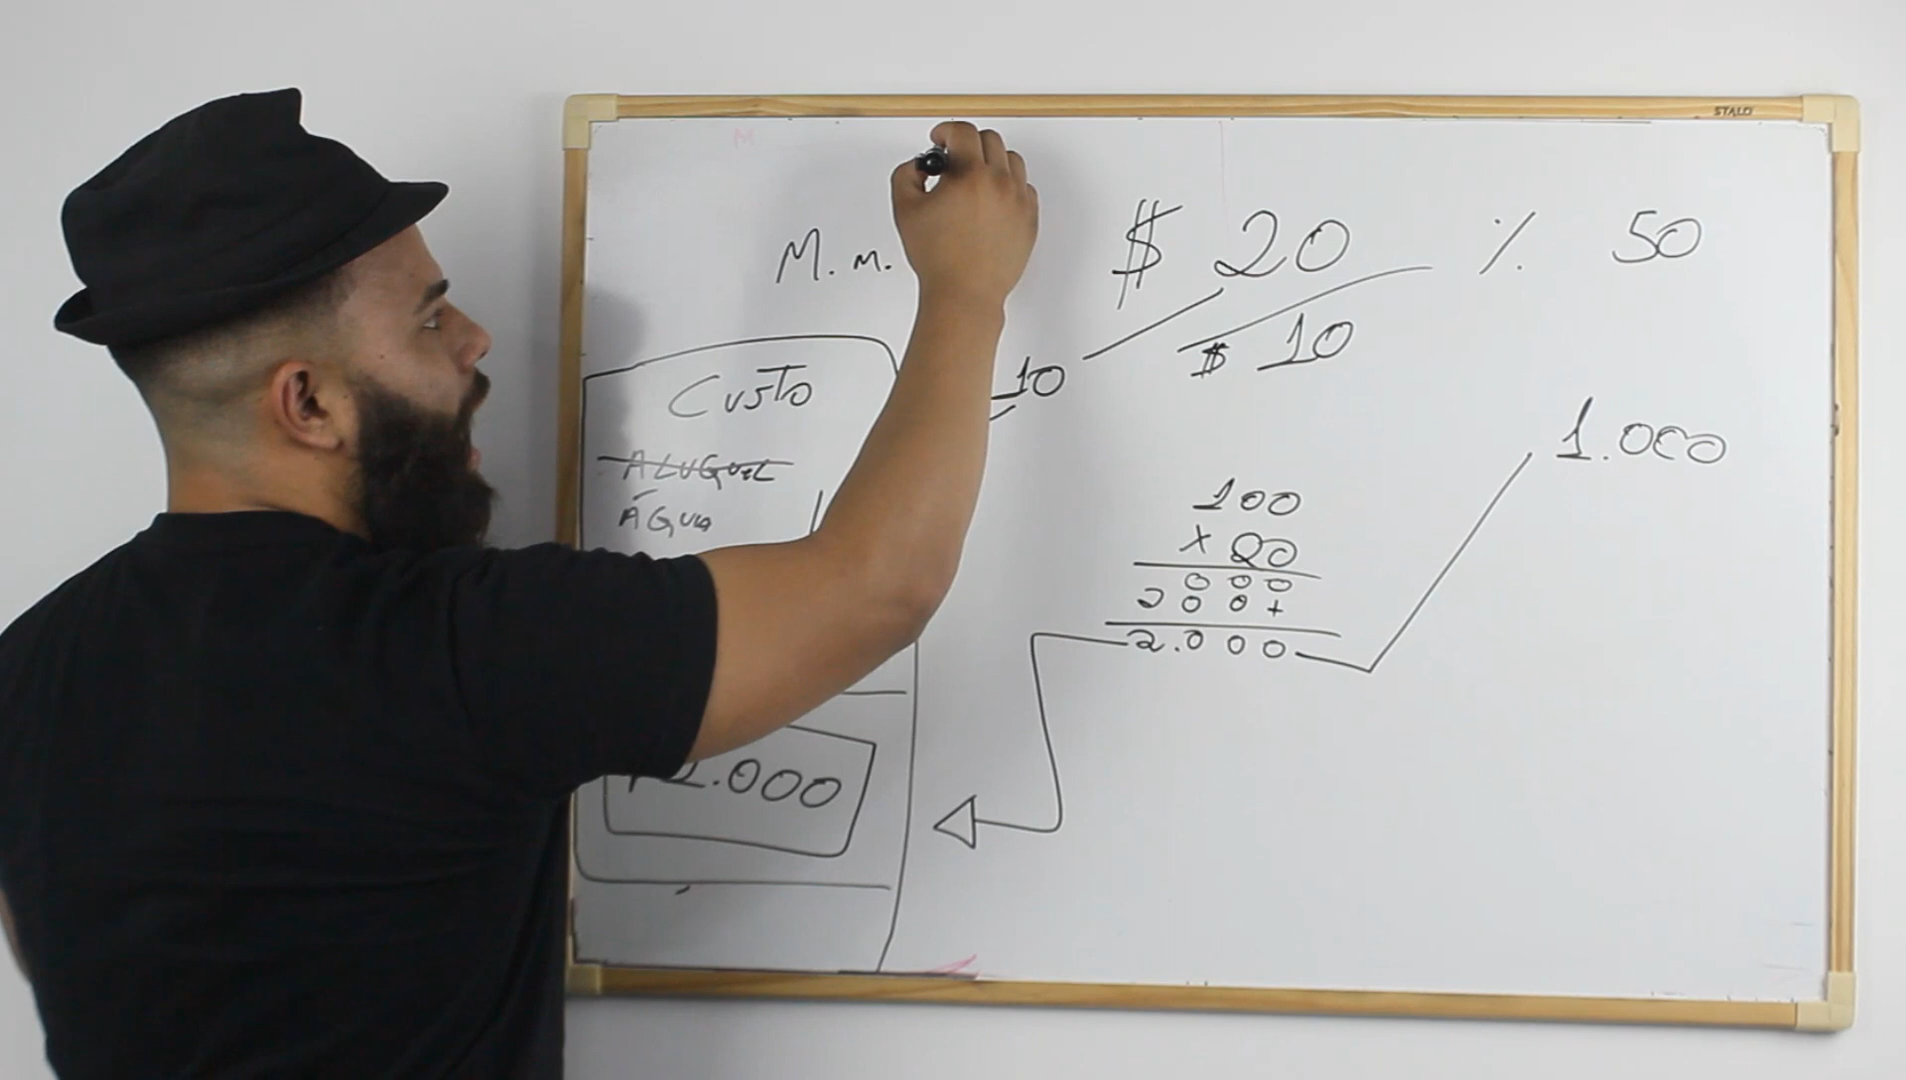 STALO
M
M. m.
$ 20 % 50
$ 10
10
CUSTO
ALUGUEL
ÁGUA
1.000
100
x 20
000
200+
2.000
2.000